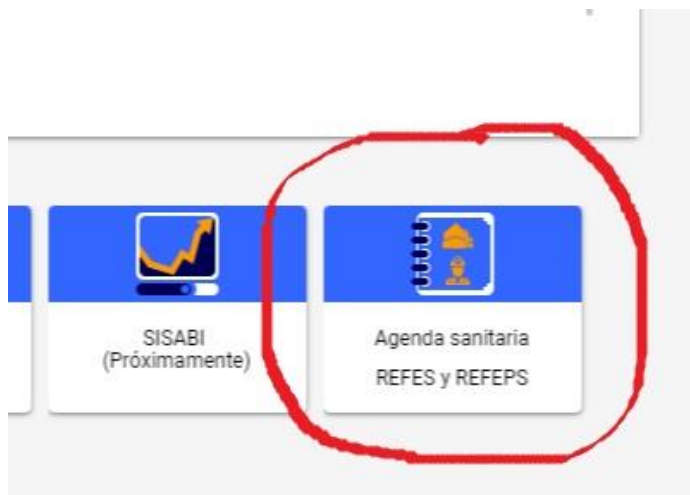 SISABI
(Próximamente)
Agenda sanitaria
REFES y REFEPS